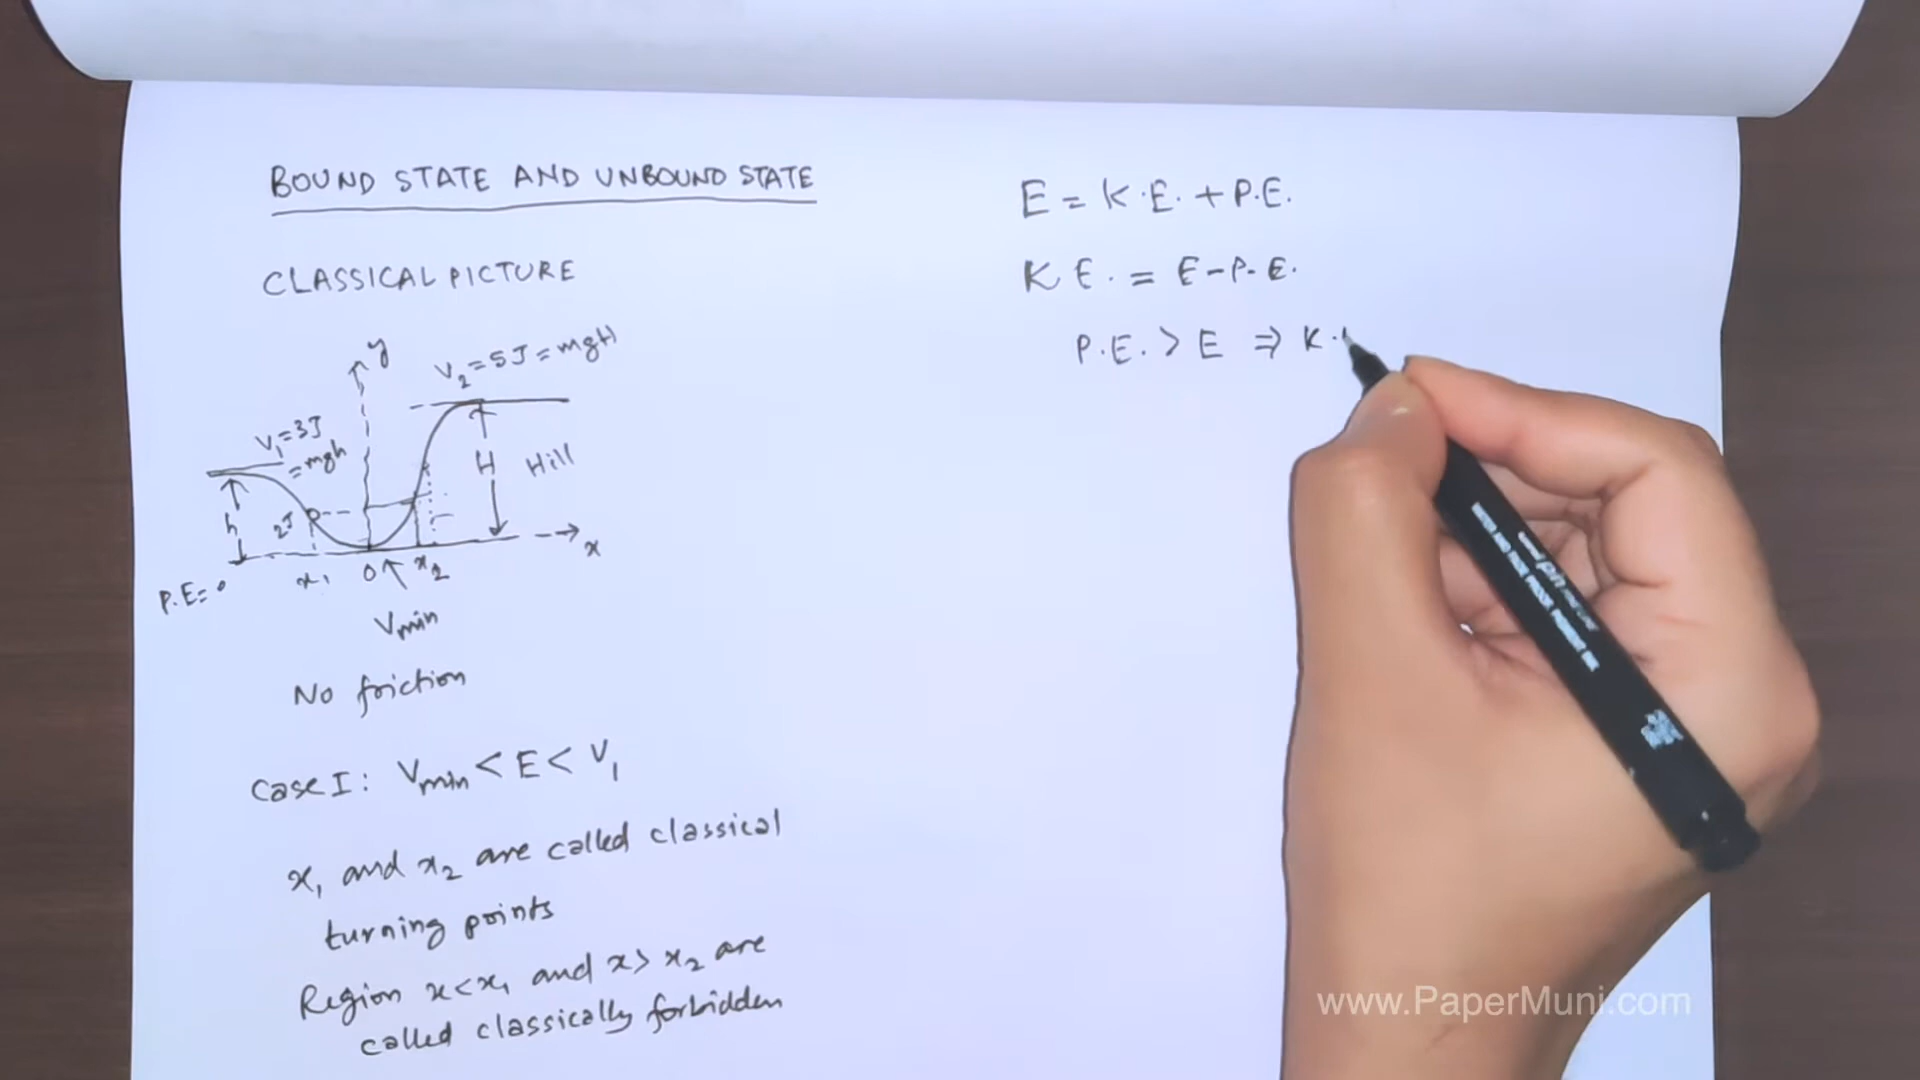 BOUND STATE AND UNBOUND STATE
CLASSICAL PICTURE
y
V₂ = 5J = mgH
V₁ = 3J
= mgh
H
Hill
h
2J
x
P.E = 0
x₁
0
x₂
Vmin
No friction
Case I : Vmin < E < V₁
x₁ and x₂ are called classical
turning points
Region x < x₁ and x > x₂ are
called classically forbidden
E = K.E. + P.E.
K E. = E - P. E.
P.E. > E ⇒ K.
www.PaperMuni.com